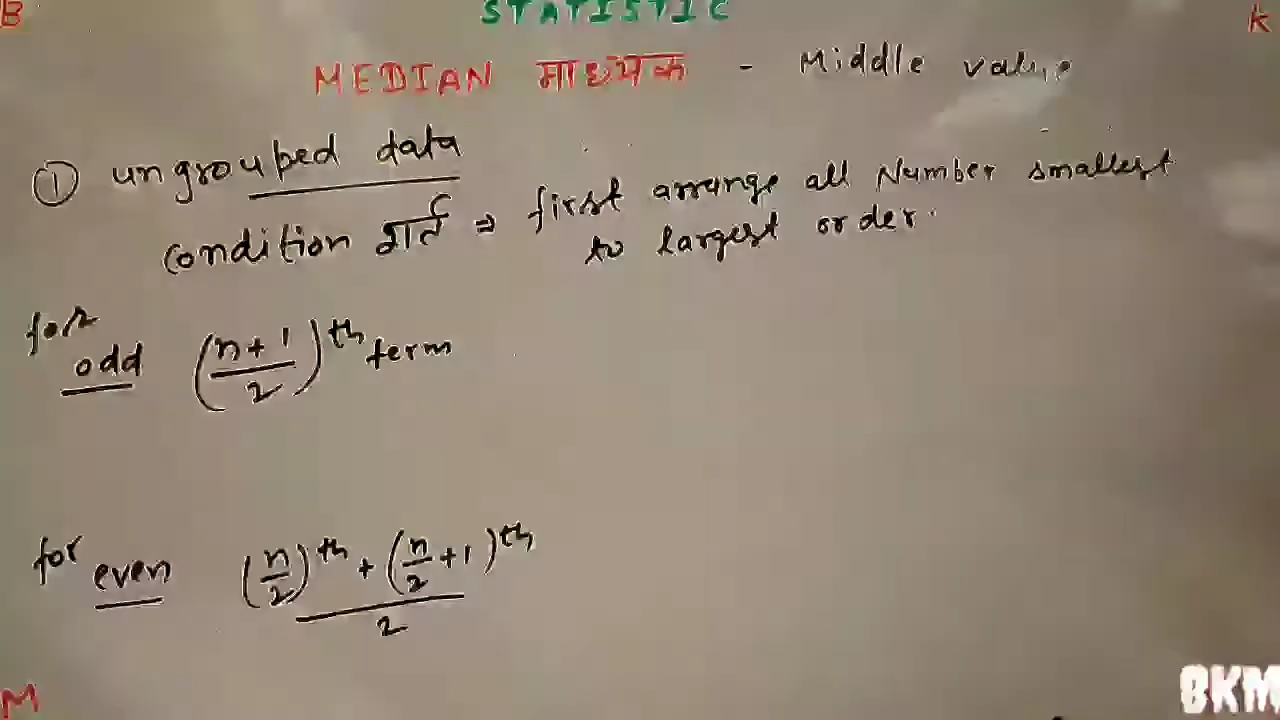 B STATISTIC K
MEDIAN माध्यमक - Middle value
① ungrouped data
condition शर्त ⇒ first arrange all Number smallest
to largest order.
for
odd (n+1/2)th term
for
even (n/2)th + (n/2+1)th
2
M BKM